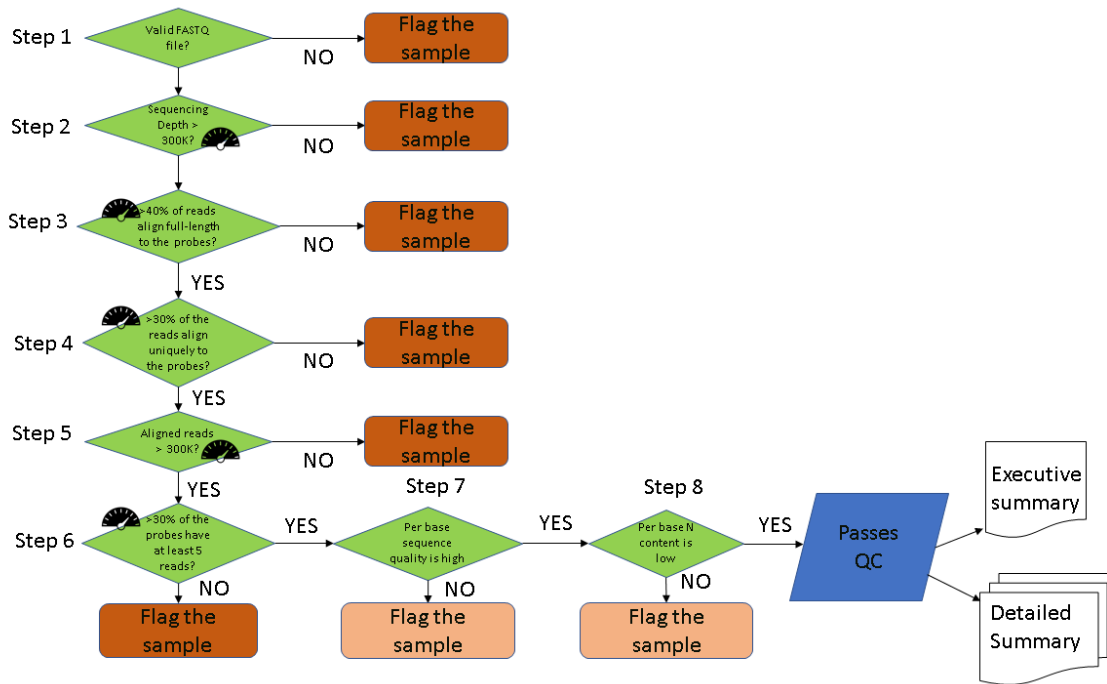 Step 1
Valid FASTQ
file?
NO
Flag the
sample
Step 2
Sequencing
Depth >
300K?
NO
Flag the
sample
Step 3
>40% of reads
align full-length
to the probes?
NO
Flag the
sample
YES
Step 4
>30% of the
reads align
uniquely to
the probes?
NO
Flag the
sample
YES
Step 5
Aligned reads
> 300K?
NO
Flag the
sample
YES
Step 6
>30% of the
probes have
at least 5
reads?
NO
Flag the
sample
YES
Step 7
Per base
sequence
quality is high
NO
Flag the
sample
YES
Step 8
Per base N
content is
low
NO
Flag the
sample
YES
Passes
QC
Executive
summary
Detailed
Summary